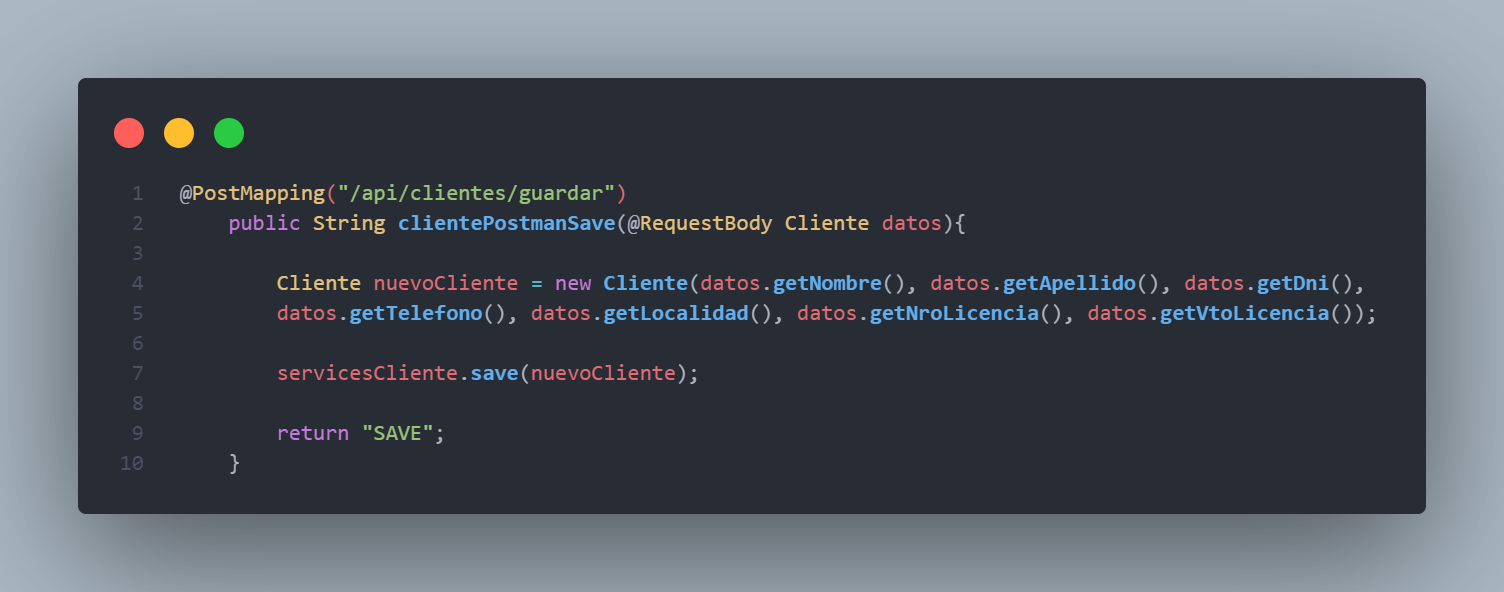 1 @PostMapping("/api/clientes/guardar")
2 public String clientePostmanSave(@RequestBody Cliente datos){
3
4 Cliente nuevoCliente = new Cliente(datos.getNombre(), datos.getApellido(), datos.getDni(),
5 datos.getTelefono(), datos.getLocalidad(), datos.getNroLicencia(), datos.getVtoLicencia());
6
7 servicesCliente.save(nuevoCliente);
8
9 return "SAVE";
10 }